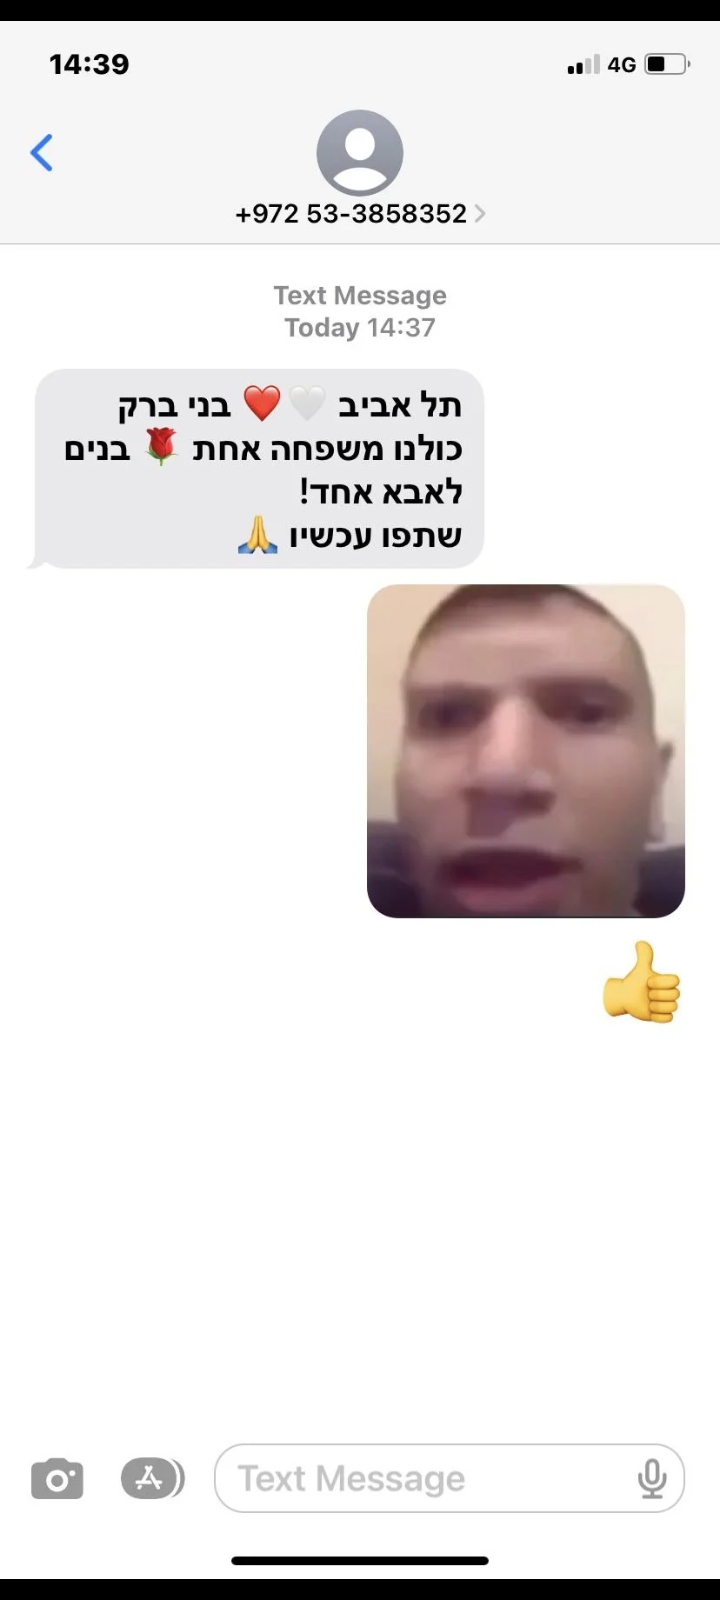 14:39
4G
+972 53-3858352
Text Message
Today 14:37
תל אביב 🤍❤️ בני ברק
כולנו משפחה אחת 🌹 בנים
לאבא אחד!
שתפו עכשיו 🙏
👍
Text Message